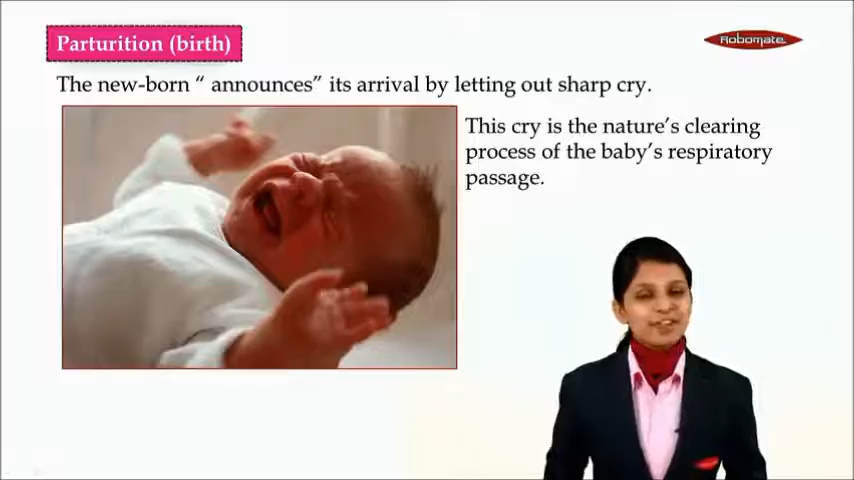 Parturition (birth)
Robomate
The new-born “ announces” its arrival by letting out sharp cry.
This cry is the nature’s clearing
process of the baby’s respiratory
passage.